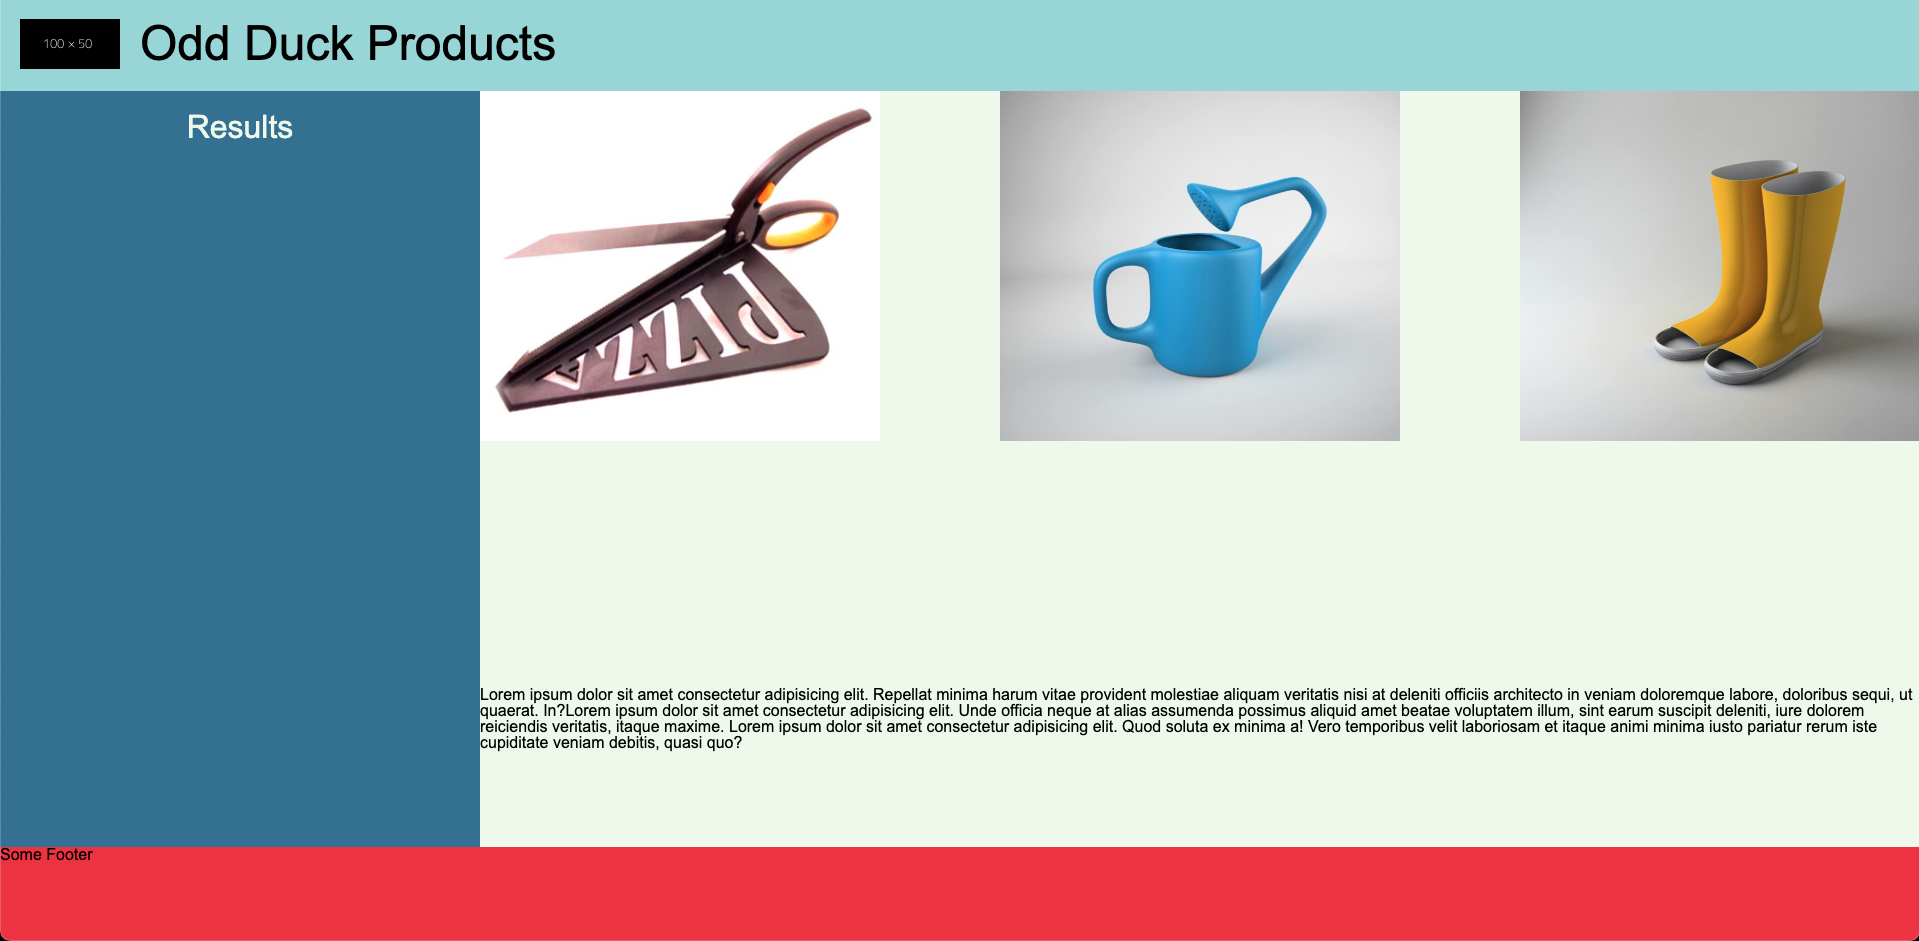 100 × 50
Odd Duck Products
Results
PIZZA
Lorem ipsum dolor sit amet consectetur adipisicing elit. Repellat minima harum vitae provident molestiae aliquam veritatis nisi at deleniti officiis architecto in veniam doloremque labore, doloribus sequi, ut
quaerat. In?Lorem ipsum dolor sit amet consectetur adipisicing elit. Unde officia neque at alias assumenda possimus aliquid amet beatae voluptatem illum, sint earum suscipit deleniti, iure dolorem
reiciendis veritatis, itaque maxime. Lorem ipsum dolor sit amet consectetur adipisicing elit. Quod soluta ex minima a! Vero temporibus velit laboriosam et itaque animi minima iusto pariatur rerum iste
cupiditate veniam debitis, quasi quo?
Some Footer